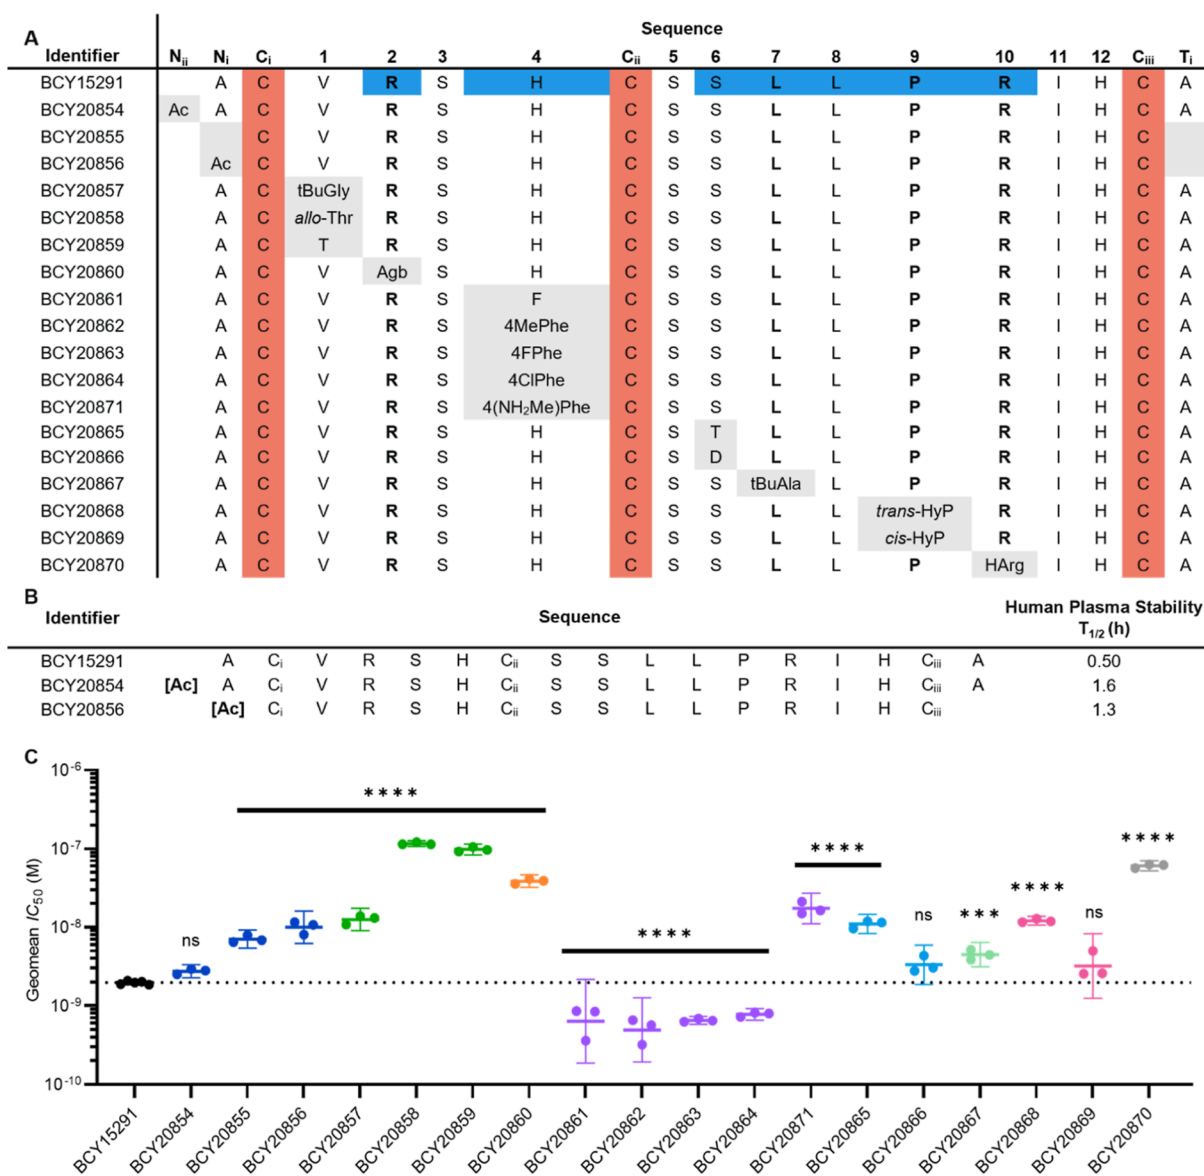 A
Sequence
Identifier Nii Ni Ci 1 2 3 4 Cii 5 6 7 8 9 10 11 12 Ciii Ti
BCY15291 A C V R S H C S S L L P R I H C A
BCY20854 Ac A C V R S H C S S L L P R I H C A
BCY20855 C V R S H C S S L L P R I H C
BCY20856 Ac C V R S H C S S L L P R I H C
BCY20857 A C tBuGly R S H C S S L L P R I H C A
BCY20858 A C allo-Thr R S H C S S L L P R I H C A
BCY20859 A C T R S H C S S L L P R I H C A
BCY20860 A C V Agb S H C S S L L P R I H C A
BCY20861 A C V R S F C S S L L P R I H C A
BCY20862 A C V R S 4MePhe C S S L L P R I H C A
BCY20863 A C V R S 4FPhe C S S L L P R I H C A
BCY20864 A C V R S 4ClPhe C S S L L P R I H C A
BCY20871 A C V R S 4(NH₂Me)Phe C S S L L P R I H C A
BCY20865 A C V R S H C S T L L P R I H C A
BCY20866 A C V R S H C S D L L P R I H C A
BCY20867 A C V R S H C S S tBuAla L P R I H C A
BCY20868 A C V R S H C S S L L trans-HyP R I H C A
BCY20869 A C V R S H C S S L L cis-HyP R I H C A
BCY20870 A C V R S H C S S L L P HArg I H C A
B
Identifier Sequence Human Plasma Stability
T1/2 (h)
BCY15291 A Ci V R S H Cii S S L L P R I H Ciii A 0.50
BCY20854 [Ac] A Ci V R S H Cii S S L L P R I H Ciii A 1.6
BCY20856 [Ac] Ci V R S H Cii S S L L P R I H Ciii 1.3
C
Geomean IC50 (M)
10⁻⁶
10⁻⁷
10⁻⁸
10⁻⁹
10⁻¹⁰
ns
****
****
****
ns
***
****
ns
****
BCY15291
BCY20854
BCY20855
BCY20856
BCY20857
BCY20858
BCY20859
BCY20860
BCY20861
BCY20862
BCY20863
BCY20864
BCY20871
BCY20865
BCY20866
BCY20867
BCY20868
BCY20869
BCY20870